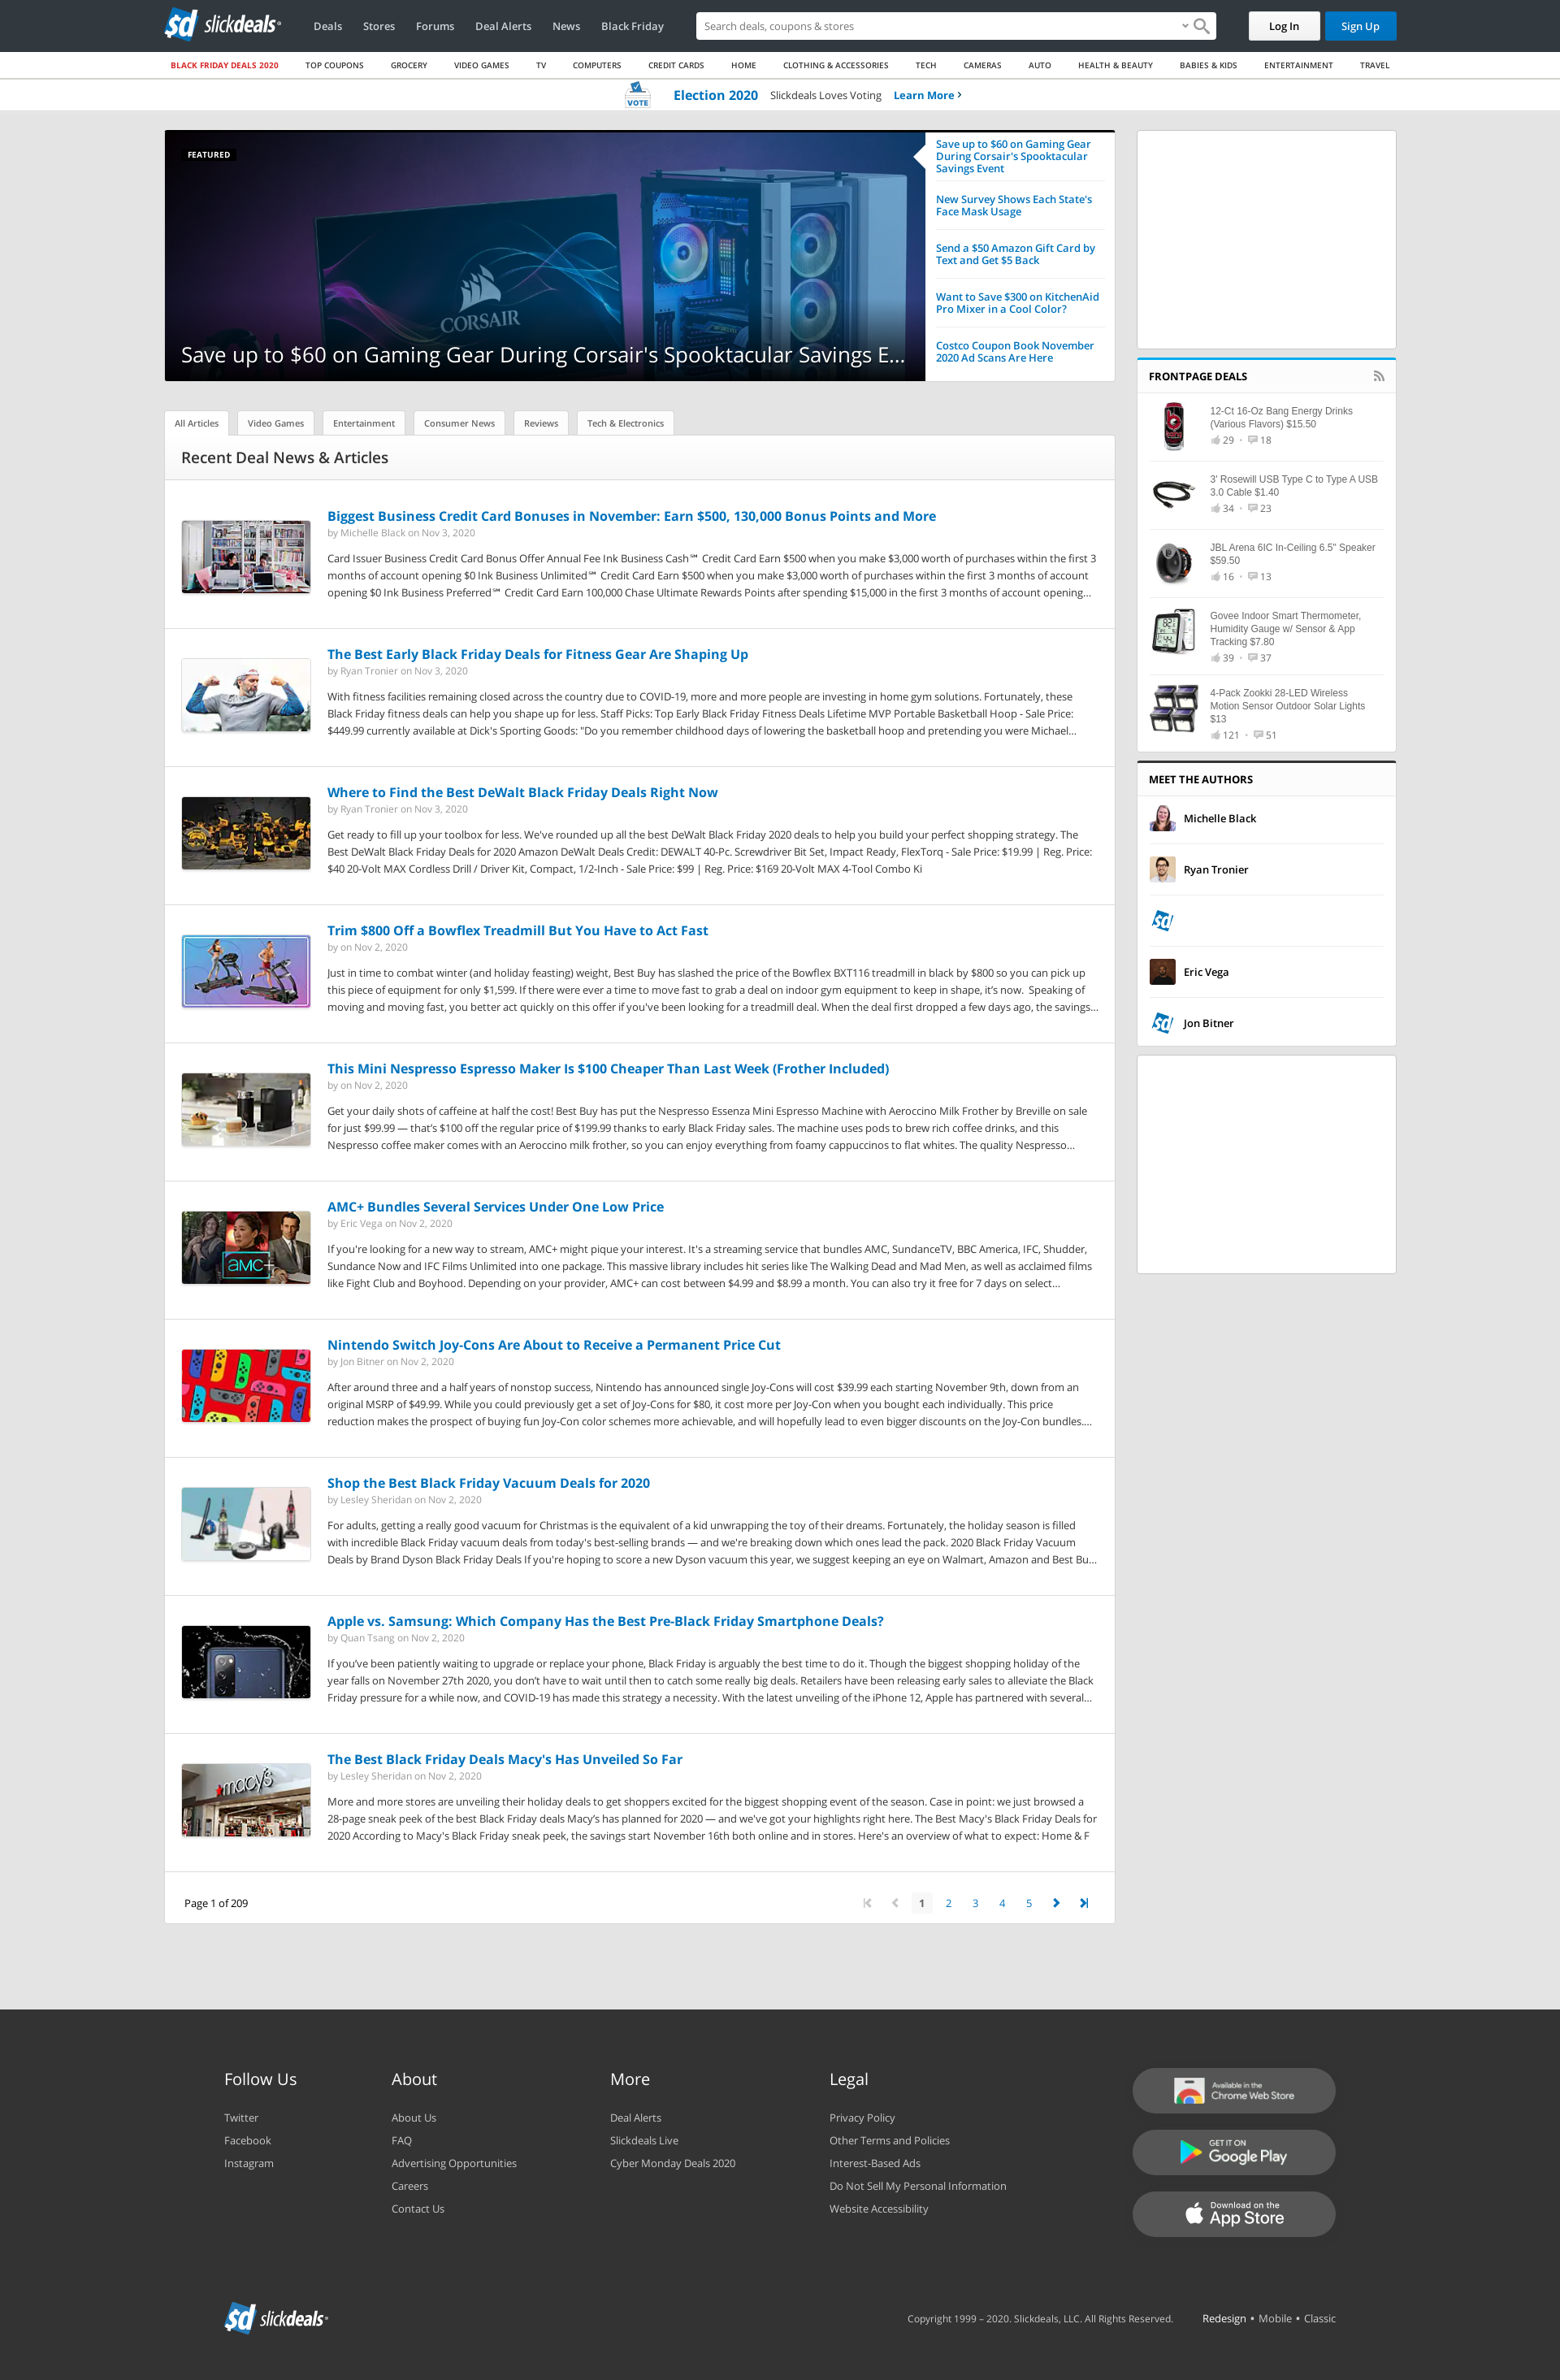 sd slickdeals
Deals Stores Forums Deal Alerts News Black Friday
Search deals, coupons & stores
Log In
Sign Up
BLACK FRIDAY DEALS 2020 TOP COUPONS GROCERY VIDEO GAMES TV COMPUTERS CREDIT CARDS HOME CLOTHING & ACCESSORIES TECH CAMERAS AUTO HEALTH & BEAUTY BABIES & KIDS ENTERTAINMENT TRAVEL
VOTE
Election 2020 Slickdeals Loves Voting Learn More
FEATURED
CORSAIR
Save up to $60 on Gaming Gear During Corsair's Spooktacular Savings E...
Save up to $60 on Gaming Gear
During Corsair's Spooktacular
Savings Event
New Survey Shows Each State's
Face Mask Usage
Send a $50 Amazon Gift Card by
Text and Get $5 Back
Want to Save $300 on KitchenAid
Pro Mixer in a Cool Color?
Costco Coupon Book November
2020 Ad Scans Are Here
All Articles Video Games Entertainment Consumer News Reviews Tech & Electronics
Recent Deal News & Articles
Biggest Business Credit Card Bonuses in November: Earn $500, 130,000 Bonus Points and More
by Michelle Black on Nov 3, 2020
Card Issuer Business Credit Card Bonus Offer Annual Fee Ink Business Cash℠ Credit Card Earn $500 when you make $3,000 worth of purchases within the first 3
months of account opening $0 Ink Business Unlimited℠ Credit Card Earn $500 when you make $3,000 worth of purchases within the first 3 months of account
opening $0 Ink Business Preferred℠ Credit Card Earn 100,000 Chase Ultimate Rewards Points after spending $15,000 in the first 3 months of account opening...
The Best Early Black Friday Deals for Fitness Gear Are Shaping Up
by Ryan Tronier on Nov 3, 2020
With fitness facilities remaining closed across the country due to COVID-19, more and more people are investing in home gym solutions. Fortunately, these
Black Friday fitness deals can help you shape up for less. Staff Picks: Top Early Black Friday Fitness Deals Lifetime MVP Portable Basketball Hoop - Sale Price:
$449.99 currently available at Dick's Sporting Goods: "Do you remember childhood days of lowering the basketball hoop and pretending you were Michael...
Where to Find the Best DeWalt Black Friday Deals Right Now
by Ryan Tronier on Nov 3, 2020
Get ready to fill up your toolbox for less. We've rounded up all the best DeWalt Black Friday 2020 deals to help you build your perfect shopping strategy. The
Best DeWalt Black Friday Deals for 2020 Amazon DeWalt Deals Credit: DEWALT 40-Pc. Screwdriver Bit Set, Impact Ready, FlexTorq - Sale Price: $19.99 | Reg. Price:
$40 20-Volt MAX Cordless Drill / Driver Kit, Compact, 1/2-Inch - Sale Price: $99 | Reg. Price: $169 20-Volt MAX 4-Tool Combo Ki
Trim $800 Off a Bowflex Treadmill But You Have to Act Fast
by on Nov 2, 2020
Just in time to combat winter (and holiday feasting) weight, Best Buy has slashed the price of the Bowflex BXT116 treadmill in black by $800 so you can pick up
this piece of equipment for only $1,599. If there were ever a time to move fast to grab a deal on indoor gym equipment to keep in shape, it’s now. Speaking of
moving and moving fast, you better act quickly on this offer if you've been looking for a treadmill deal. When the deal first dropped a few days ago, the savings...
This Mini Nespresso Espresso Maker Is $100 Cheaper Than Last Week (Frother Included)
by on Nov 2, 2020
Get your daily shots of caffeine at half the cost! Best Buy has put the Nespresso Essenza Mini Espresso Machine with Aeroccino Milk Frother by Breville on sale
for just $99.99 — that’s $100 off the regular price of $199.99 thanks to early Black Friday sales. The machine uses pods to brew rich coffee drinks, and this
Nespresso coffee maker comes with an Aeroccino milk frother, so you can enjoy everything from foamy cappuccinos to flat whites. The quality Nespresso...
aMC+
AMC+ Bundles Several Services Under One Low Price
by Eric Vega on Nov 2, 2020
If you're looking for a new way to stream, AMC+ might pique your interest. It's a streaming service that bundles AMC, SundanceTV, BBC America, IFC, Shudder,
Sundance Now and IFC Films Unlimited into one package. This massive library includes hit series like The Walking Dead and Mad Men, as well as acclaimed films
like Fight Club and Boyhood. Depending on your provider, AMC+ can cost between $4.99 and $8.99 a month. You can also try it free for 7 days on select...
Nintendo Switch Joy-Cons Are About to Receive a Permanent Price Cut
by Jon Bitner on Nov 2, 2020
After around three and a half years of nonstop success, Nintendo has announced single Joy-Cons will cost $39.99 each starting November 9th, down from an
original MSRP of $49.99. While you could previously get a set of Joy-Cons for $80, it cost more per Joy-Con when you bought each individually. This price
reduction makes the prospect of buying fun Joy-Con color schemes more achievable, and will hopefully lead to even bigger discounts on the Joy-Con bundles....
Shop the Best Black Friday Vacuum Deals for 2020
by Lesley Sheridan on Nov 2, 2020
For adults, getting a really good vacuum for Christmas is the equivalent of a kid unwrapping the toy of their dreams. Fortunately, the holiday season is filled
with incredible Black Friday vacuum deals from today's best-selling brands — and we're breaking down which ones lead the pack. 2020 Black Friday Vacuum
Deals by Brand Dyson Black Friday Deals If you're hoping to score a new Dyson vacuum this year, we suggest keeping an eye on Walmart, Amazon and Best Bu...
Apple vs. Samsung: Which Company Has the Best Pre-Black Friday Smartphone Deals?
by Quan Tsang on Nov 2, 2020
If you’ve been patiently waiting to upgrade or replace your phone, Black Friday is arguably the best time to do it. Though the biggest shopping holiday of the
year falls on November 27th 2020, you don’t have to wait until then to catch some really big deals. Retailers have been releasing early sales to alleviate the Black
Friday pressure for a while now, and COVID-19 has made this strategy a necessity. With the latest unveiling of the iPhone 12, Apple has partnered with several...
macy's
The Best Black Friday Deals Macy's Has Unveiled So Far
by Lesley Sheridan on Nov 2, 2020
More and more stores are unveiling their holiday deals to get shoppers excited for the biggest shopping event of the season. Case in point: we just browsed a
28-page sneak peek of the best Black Friday deals Macy’s has planned for 2020 — and we've got your highlights right here. The Best Macy's Black Friday Deals for
2020 According to Macy's Black Friday sneak peek, the savings start November 16th both online and in stores. Here's an overview of what to expect: Home & F
Page 1 of 209
1 2 3 4 5
FRONTPAGE DEALS
12-Ct 16-Oz Bang Energy Drinks
(Various Flavors) $15.50
29 • 18
3' Rosewill USB Type C to Type A USB
3.0 Cable $1.40
34 • 23
JBL Arena 6IC In-Ceiling 6.5" Speaker
$59.50
16 • 13
Govee Indoor Smart Thermometer,
Humidity Gauge w/ Sensor & App
Tracking $7.80
39 • 37
4-Pack Zookki 28-LED Wireless
Motion Sensor Outdoor Solar Lights
$13
121 • 51
MEET THE AUTHORS
Michelle Black
Ryan Tronier
sd
Eric Vega
sd
Jon Bitner
Follow Us
Twitter
Facebook
Instagram
About
About Us
FAQ
Advertising Opportunities
Careers
Contact Us
More
Deal Alerts
Slickdeals Live
Cyber Monday Deals 2020
Legal
Privacy Policy
Other Terms and Policies
Interest-Based Ads
Do Not Sell My Personal Information
Website Accessibility
Available in the
Chrome Web Store
GET IT ON
Google Play
Download on the
App Store
sd slickdeals
Copyright 1999 – 2020. Slickdeals, LLC. All Rights Reserved.
Redesign • Mobile • Classic